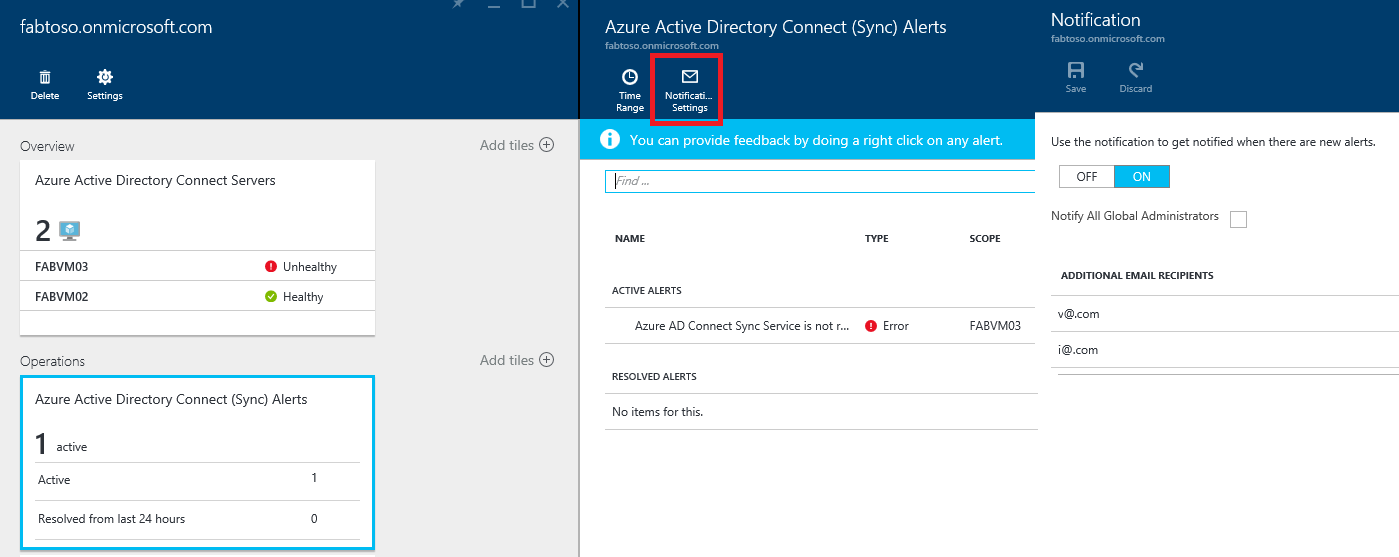 fabtoso.onmicrosoft.com
Delete
Settings
Overview
Add tiles
Azure Active Directory Connect Servers
2
FABVM03 Unhealthy
FABVM02 Healthy
Operations
Add tiles
Azure Active Directory Connect (Sync) Alerts
1 active
Active 1
Resolved from last 24 hours 0
Azure Active Directory Connect (Sync) Alerts
fabtoso.onmicrosoft.com
Time
Range
Notificati...
Settings
You can provide feedback by doing a right click on any alert.
Find ...
NAME TYPE SCOPE
ACTIVE ALERTS
Azure AD Connect Sync Service is not r... Error FABVM03
RESOLVED ALERTS
No items for this.
Notification
fabtoso.onmicrosoft.com
Save
Discard
Use the notification to get notified when there are new alerts.
OFF ON
Notify All Global Administrators
ADDITIONAL EMAIL RECIPIENTS
v@.com
i@.com